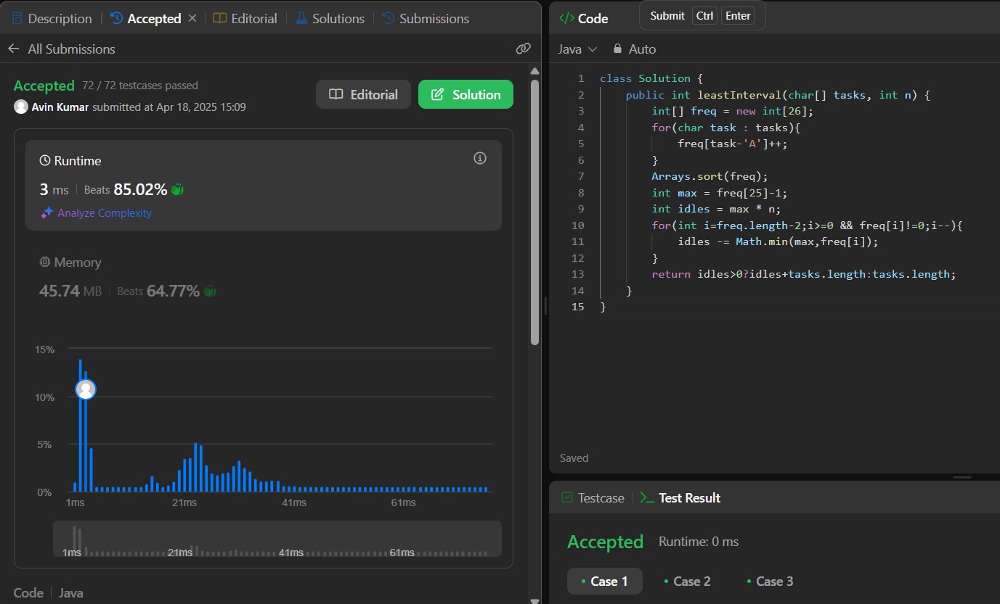 Description | Accepted × | Editorial | Solutions | Submissions
All Submissions
Accepted 72 / 72 testcases passed
Avin Kumar submitted at Apr 18, 2025 15:09
Editorial
Solution
Runtime
3 ms | Beats 85.02%
Analyze Complexity
Memory
45.74 MB | Beats 64.77%
15%
10%
5%
0%
1ms 21ms 41ms 61ms
1ms 21ms 41ms 61ms
Code | Java
</> Code
Submit Ctrl Enter
Java Auto
1 class Solution {
2     public int leastInterval(char[] tasks, int n) {
3         int[] freq = new int[26];
4         for(char task : tasks){
5             freq[task-'A']++;
6         }
7         Arrays.sort(freq);
8         int max = freq[25]-1;
9         int idles = max * n;
10         for(int i=freq.length-2;i>=0 && freq[i]!=0;i--){
11             idles -= Math.min(max,freq[i]);
12         }
13         return idles>0?idles+tasks.length:tasks.length;
14     }
15 }
Saved
Testcase | >_ Test Result
Accepted Runtime: 0 ms
• Case 1 • Case 2 • Case 3